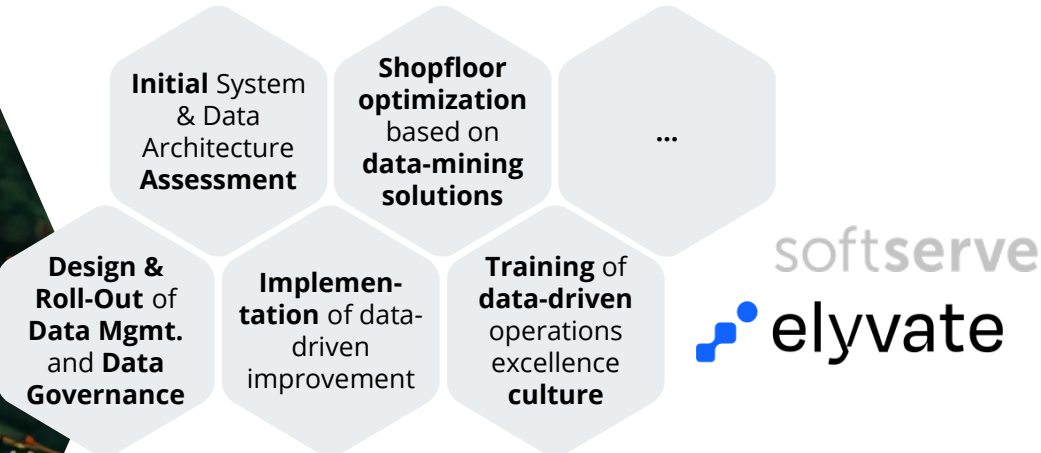 Initial System
& Data
Architecture
Assessment
Shopfloor
optimization
based on
data-mining
solutions
...
Design &
Roll-Out of
Data Mgmt.
and Data
Governance
Implemen-
tation of data-
driven
improvement
Training of
data-driven
operations
excellence
culture
softserve
elyvate